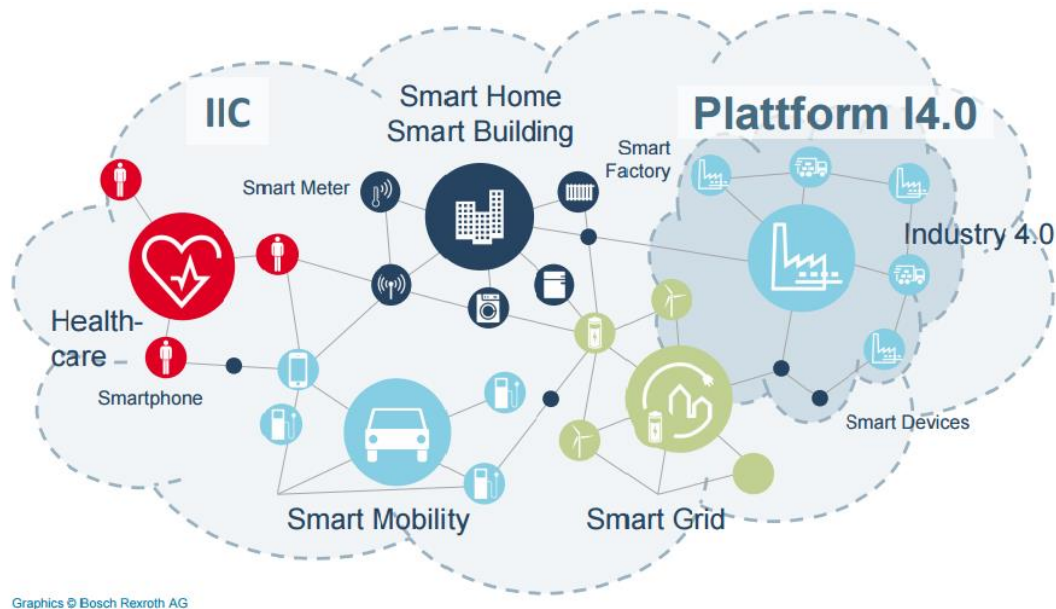 IIC
Smart Home
Smart Building
Plattform I4.0
Smart
Factory
Smart Meter
Industry 4.0
Health-
care
Smartphone
Smart Devices
Smart Mobility
Smart Grid
Graphics © Bosch Rexroth AG